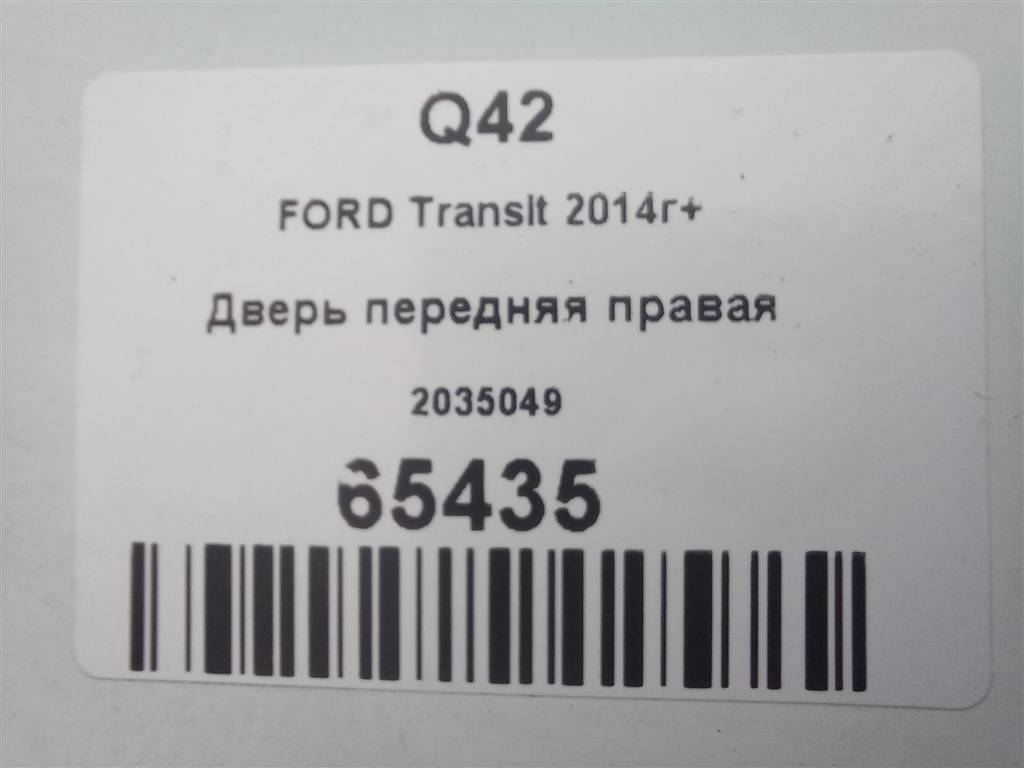 Q42
FORD Transit 2014г+
Дверь передняя правая
2035049
65435